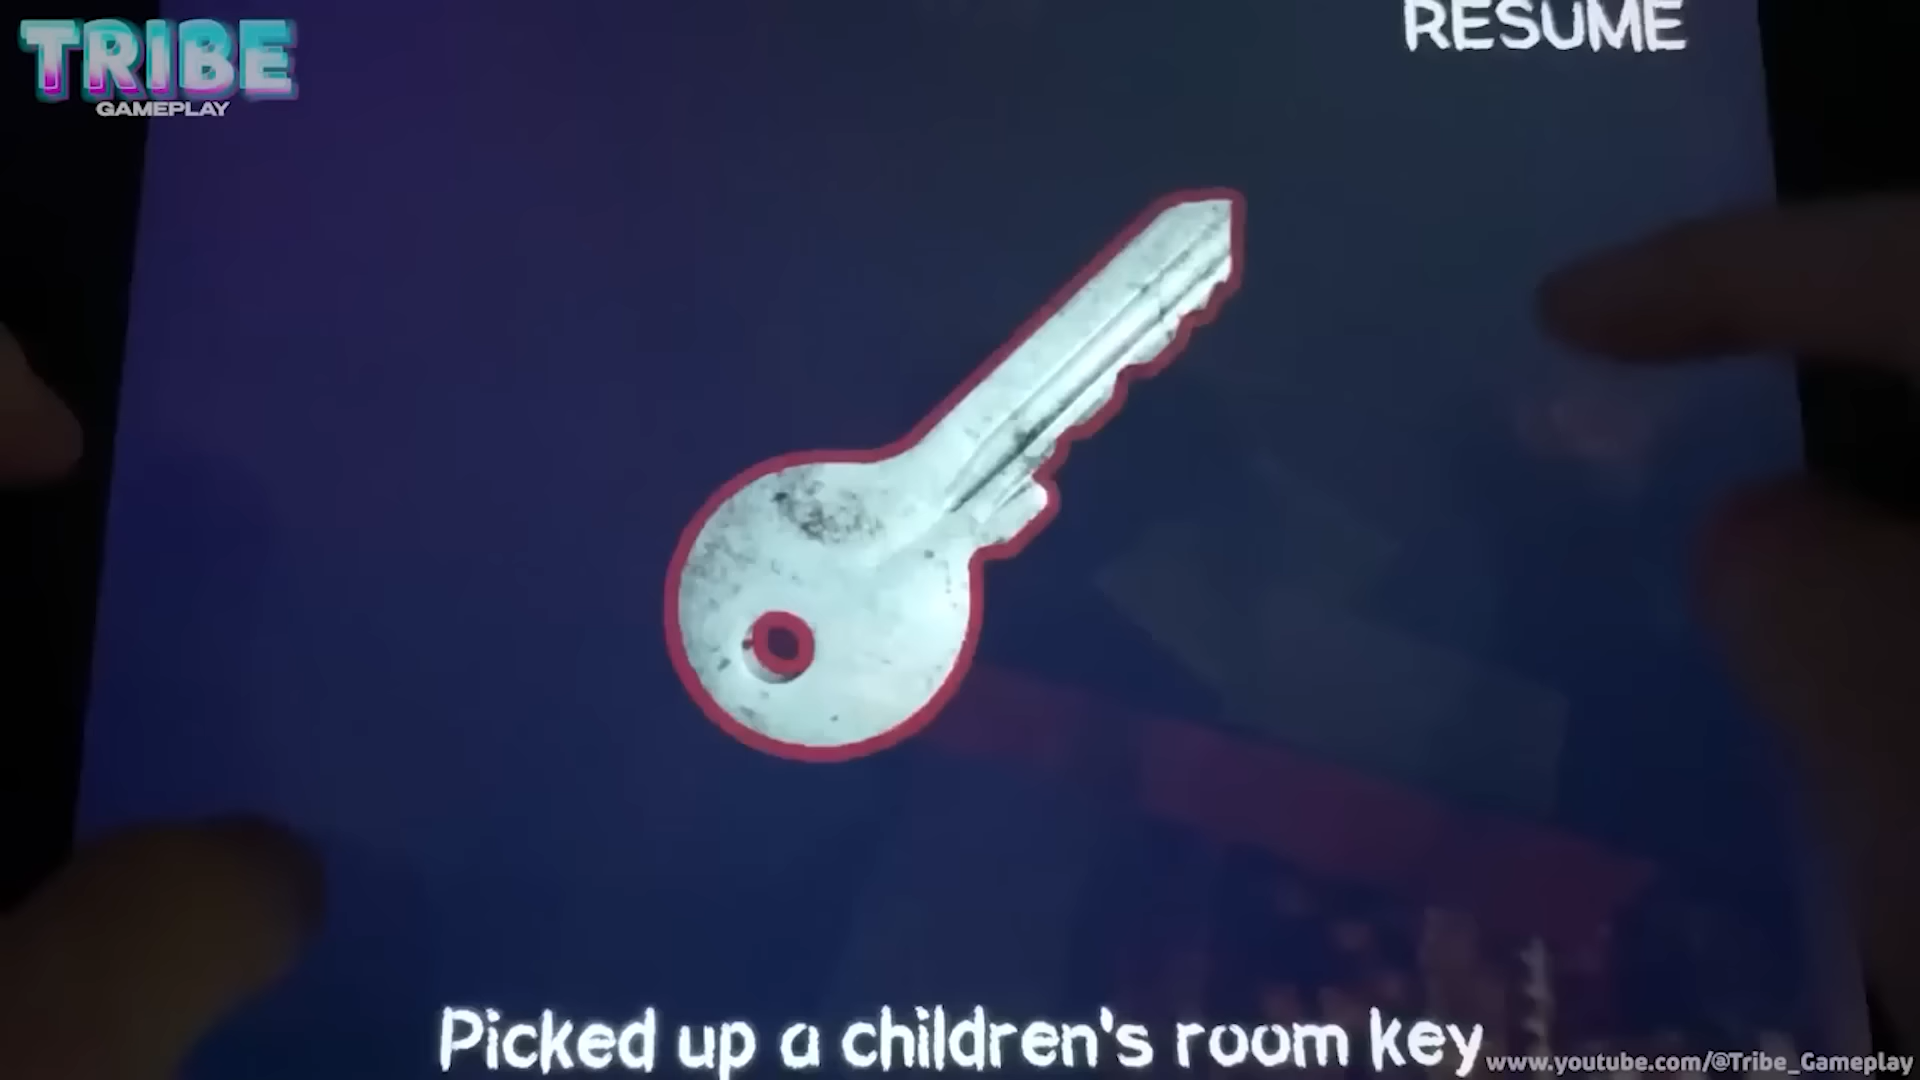 TRIBE
GAMEPLAY
RESUME
Picked up a children's room key
www.youtube.com/@Tribe_Gameplay